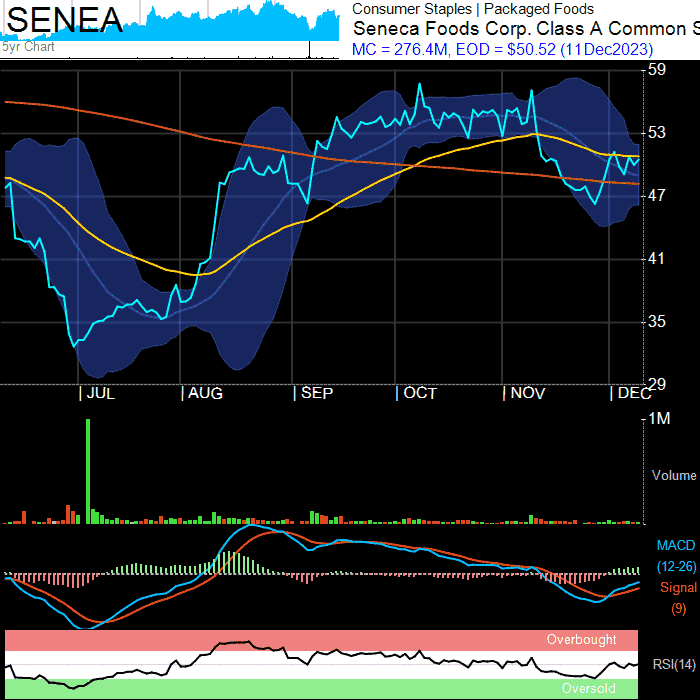 SENEA
5yr Chart
Consumer Staples | Packaged Foods
Seneca Foods Corp. Class A Common S
MC = 276.4M, EOD = $50.52 (11Dec2023)
59
53
47
41
35
29
| JUL
| AUG
| SEP
| OCT
| NOV
| DEC
1M
Volume
MACD
(12-26)
Signal
(9)
Overbought
RSI(14)
Oversold